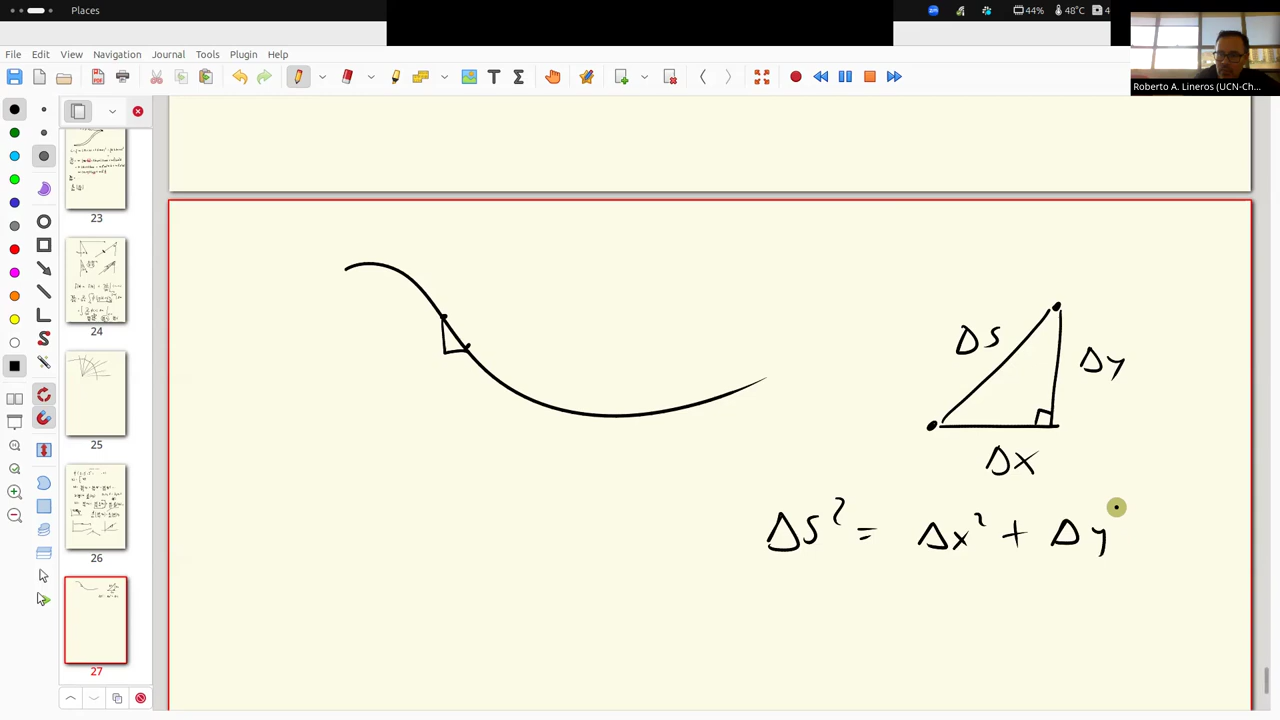 Places
44%
48°C
4
File Edit View Navigation Journal Tools Plugin Help
Roberto A. Lineros (UCN-Ch...
23
24
25
26
27
ΔS
Δy
Δx
ΔS² = Δx² + Δy